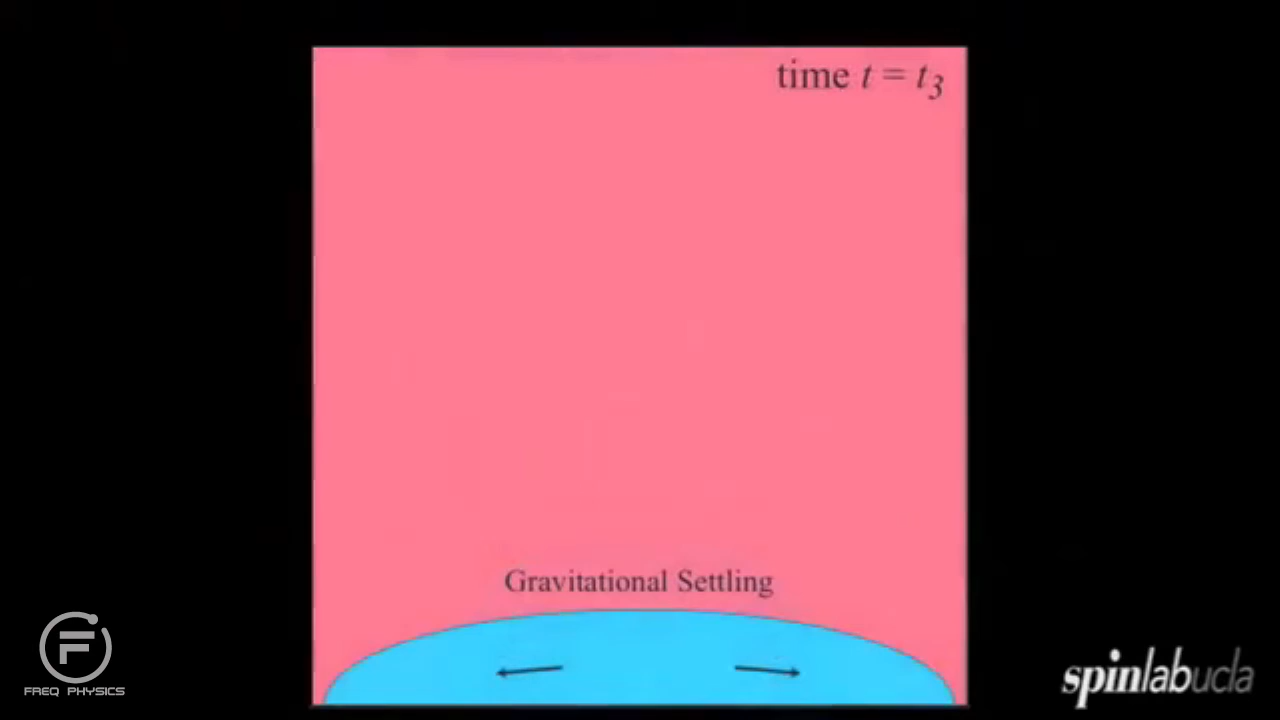 time t = t3
Gravitational Settling
F
FREQ PHYSICS
spinlabucla